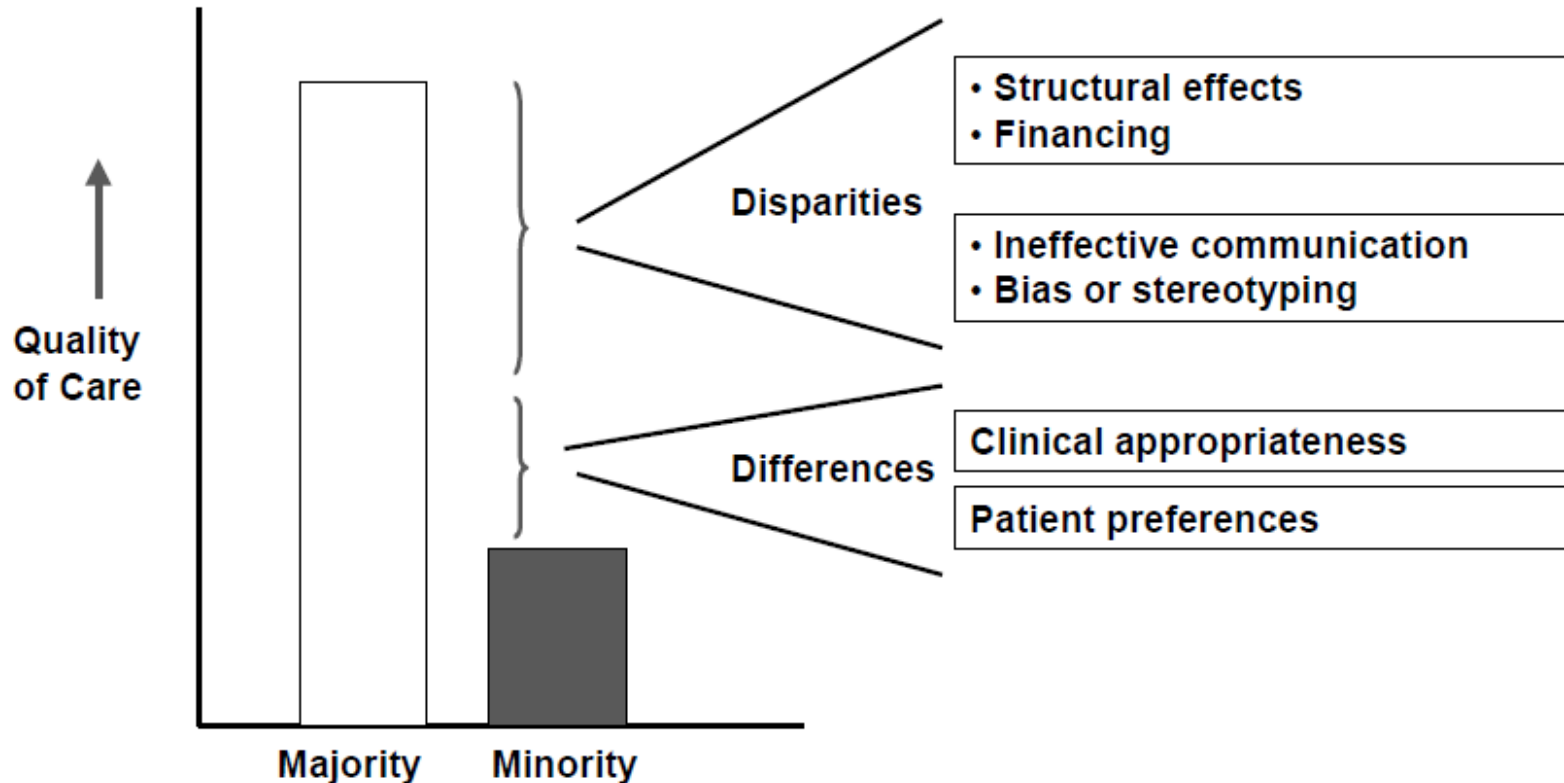 Quality
of Care
Majority
Minority
Disparities
• Structural effects
• Financing
• Ineffective communication
• Bias or stereotyping
Differences
Clinical appropriateness
Patient preferences